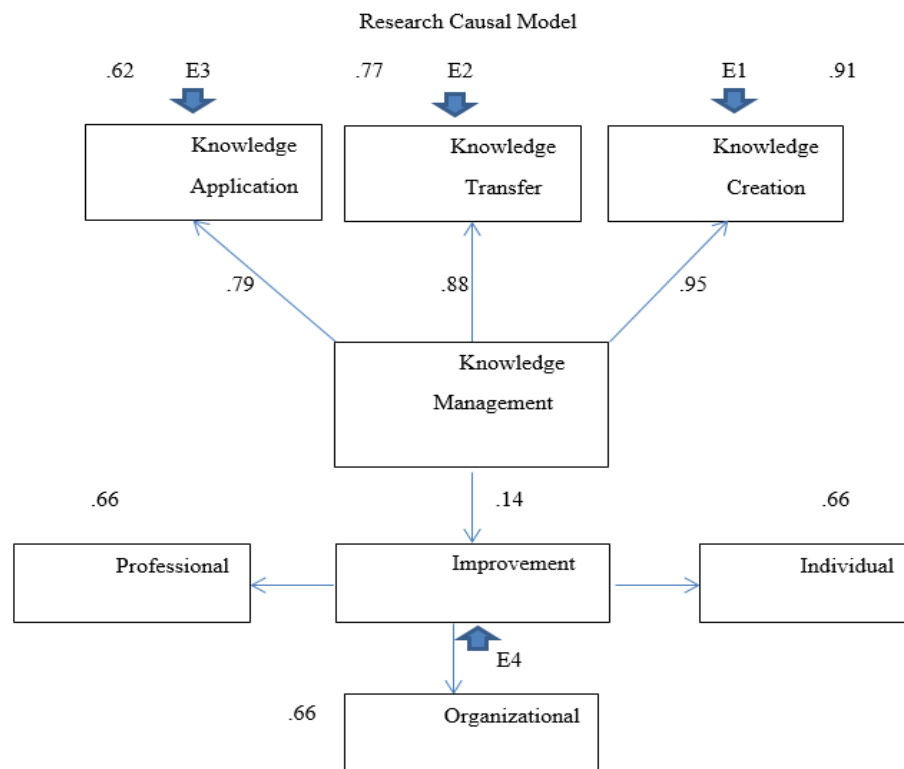 Research Causal Model
.62 E3 .77 E2 E1 .91
Knowledge
Application
Knowledge
Transfer
Knowledge
Creation
.79 .88 .95
Knowledge
Management
.66 .14 .66
Professional Improvement Individual
E4
.66 Organizational